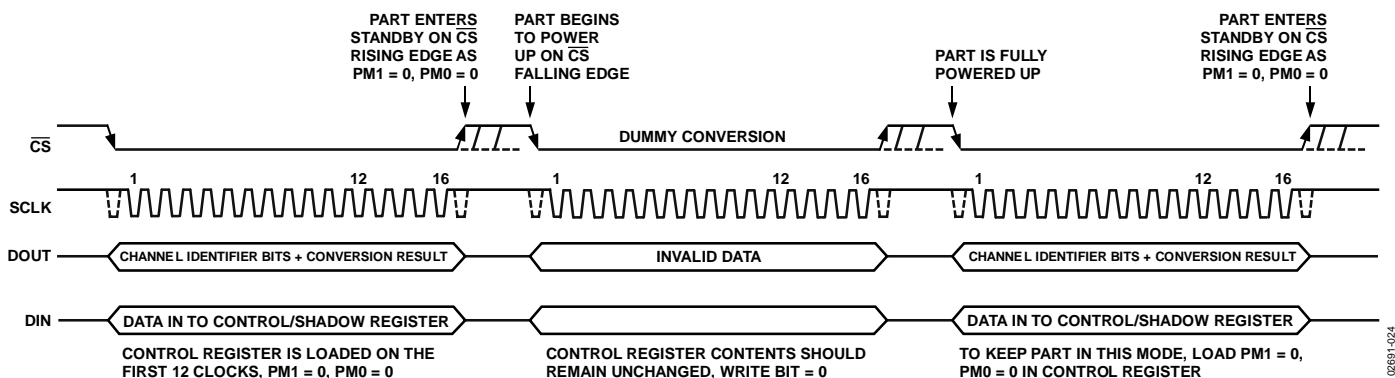 PART ENTERS
STANDBY ON CS
RISING EDGE AS
PM1 = 0, PM0 = 0
PART BEGINS
TO POWER
UP ON CS
FALLING EDGE
PART IS FULLY
POWERED UP
PART ENTERS
STANDBY ON CS
RISING EDGE AS
PM1 = 0, PM0 = 0
CS
DUMMY CONVERSION
SCLK
1 12 16 1 12 16 1 12 16
DOUT
CHANNEL IDENTIFIER BITS + CONVERSION RESULT
INVALID DATA
CHANNEL IDENTIFIER BITS + CONVERSION RESULT
DIN
DATA IN TO CONTROL/SHADOW REGISTER
DATA IN TO CONTROL/SHADOW REGISTER
CONTROL REGISTER IS LOADED ON THE
FIRST 12 CLOCKS, PM1 = 0, PM0 = 0
CONTROL REGISTER CONTENTS SHOULD
REMAIN UNCHANGED, WRITE BIT = 0
TO KEEP PART IN THIS MODE, LOAD PM1 = 0,
PM0 = 0 IN CONTROL REGISTER
02691-024